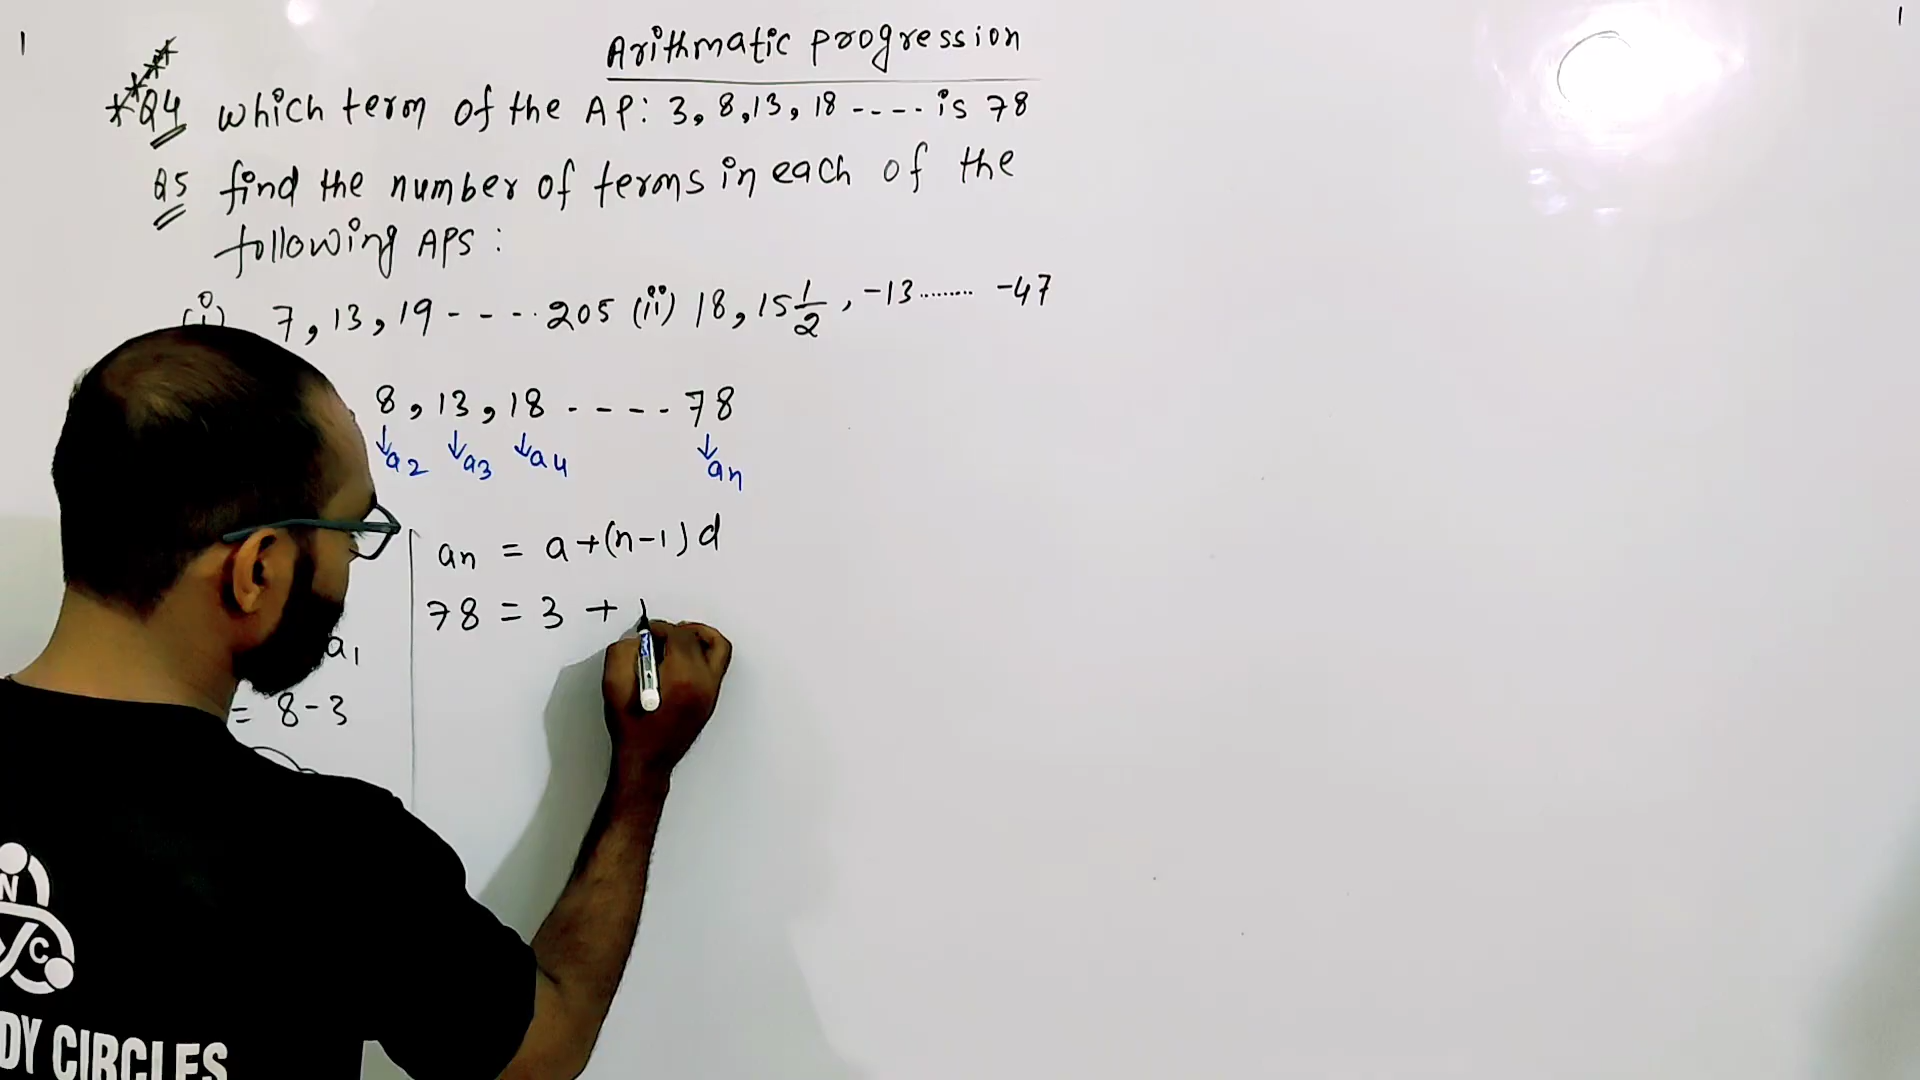 Arithmatic progression
Q4 which term of the AP: 3, 8, 13, 18 ---- is 78
Q5 find the number of terms in each of the
following APS :
(i) 7, 13, 19 ---- 205 (ii) 18, 15 1/2, -13 ........ -47
8, 13, 18 ---- 78
a2 a3 a4 an
an = a+(n-1)d
78 = 3 +
a1
= 8-3
N
C
DY CIRCLES